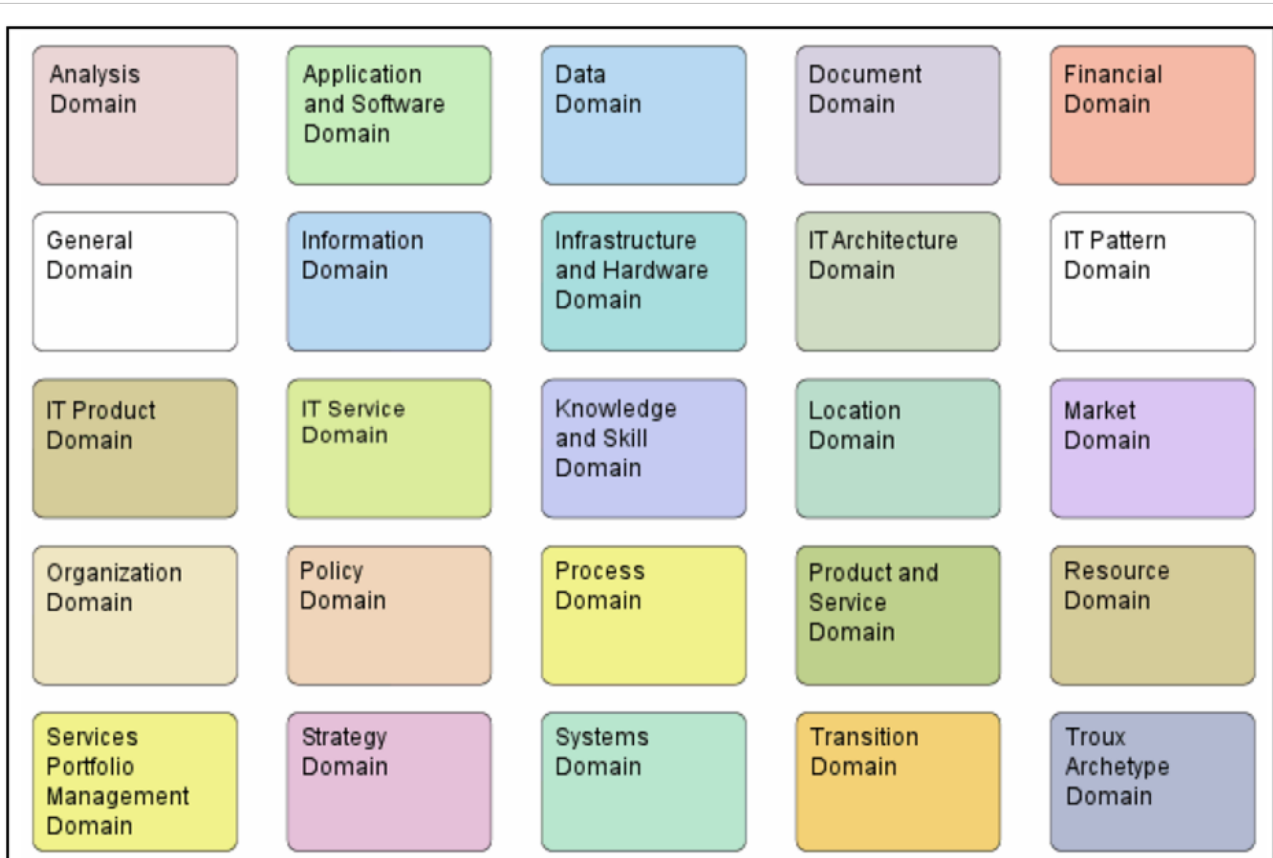 Analysis
Domain
Application
and Software
Domain
Data
Domain
Document
Domain
Financial
Domain
General
Domain
Information
Domain
Infrastructure
and Hardware
Domain
IT Architecture
Domain
IT Pattern
Domain
IT Product
Domain
IT Service
Domain
Knowledge
and Skill
Domain
Location
Domain
Market
Domain
Organization
Domain
Policy
Domain
Process
Domain
Product and
Service
Domain
Resource
Domain
Services
Portfolio
Management
Domain
Strategy
Domain
Systems
Domain
Transition
Domain
Troux
Archetype
Domain